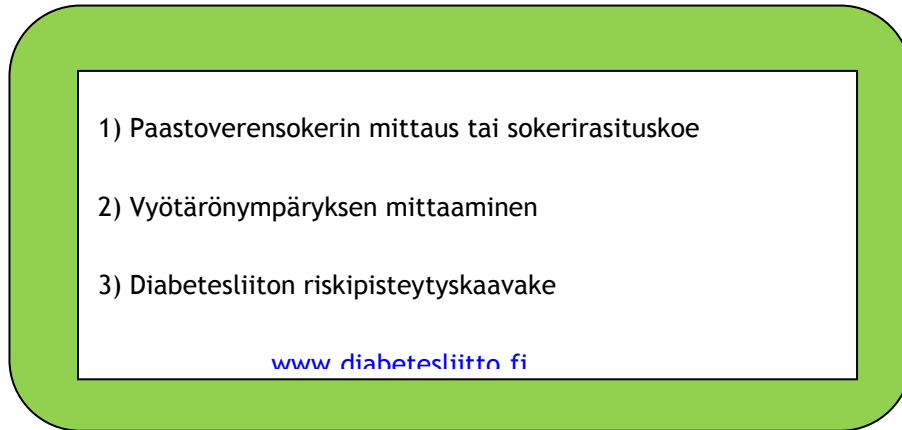 1) Paastoverensokerin mittaus tai sokerirasituskoe
2) Vyötärönympäryksen mittaaminen
3) Diabetesliiton riskipisteytyskaavake
www.diabetesliitto.fi